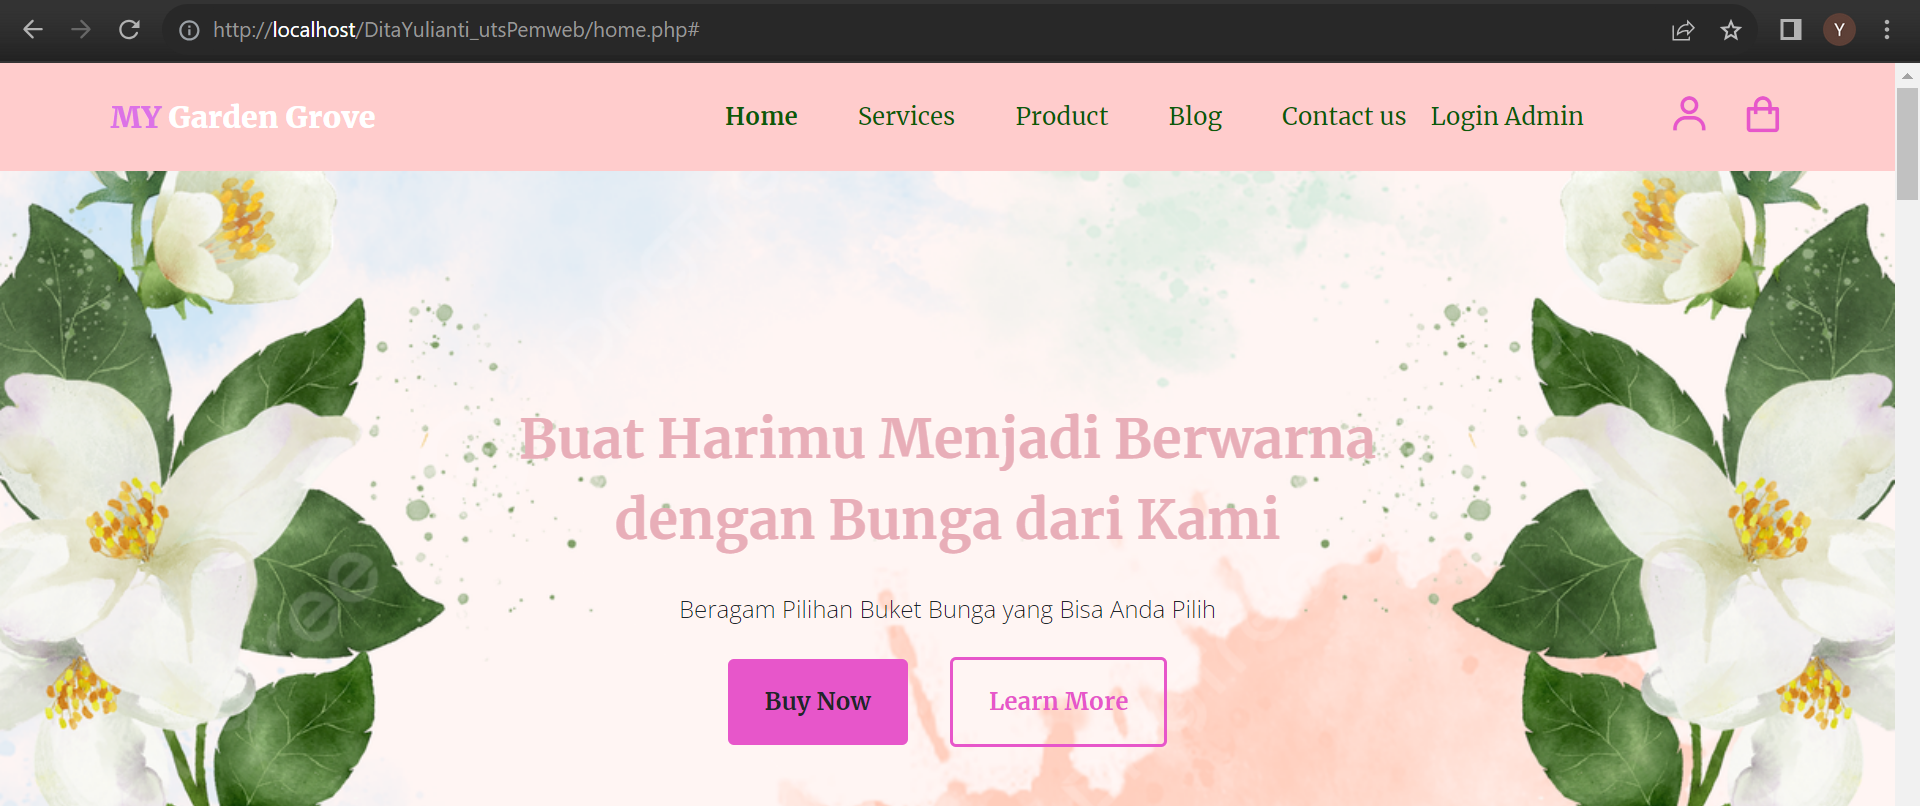 http://localhost/DitaYulianti_utsPemweb/home.php#
Y
MY Garden Grove
Home Services Product Blog Contact us Login Admin
Buat Harimu Menjadi Berwarna
dengan Bunga dari Kami
Beragam Pilihan Buket Bunga yang Bisa Anda Pilih
Buy Now Learn More